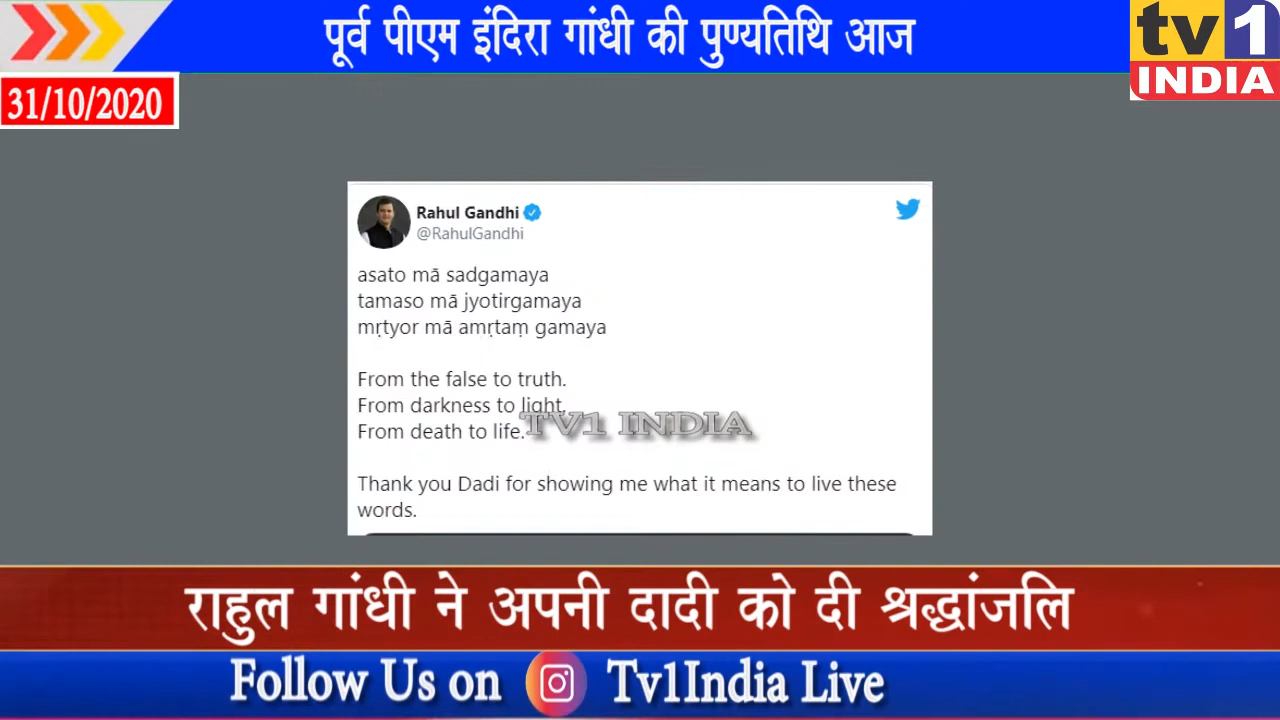 पूर्व पीएम इंदिरा गांधी की पुण्यतिथि आज
tv1
INDIA
31/10/2020
Rahul Gandhi
@RahulGandhi
asato mā sadgamaya
tamaso mā jyotirgamaya
mṛtyor mā amṛtaṃ gamaya
From the false to truth.
From darkness to light,
From death to life.
TV1 INDIA
Thank you Dadi for showing me what it means to live these
words.
राहुल गांधी ने अपनी दादी को दी श्रद्धांजलि
Follow Us on Tv1India Live